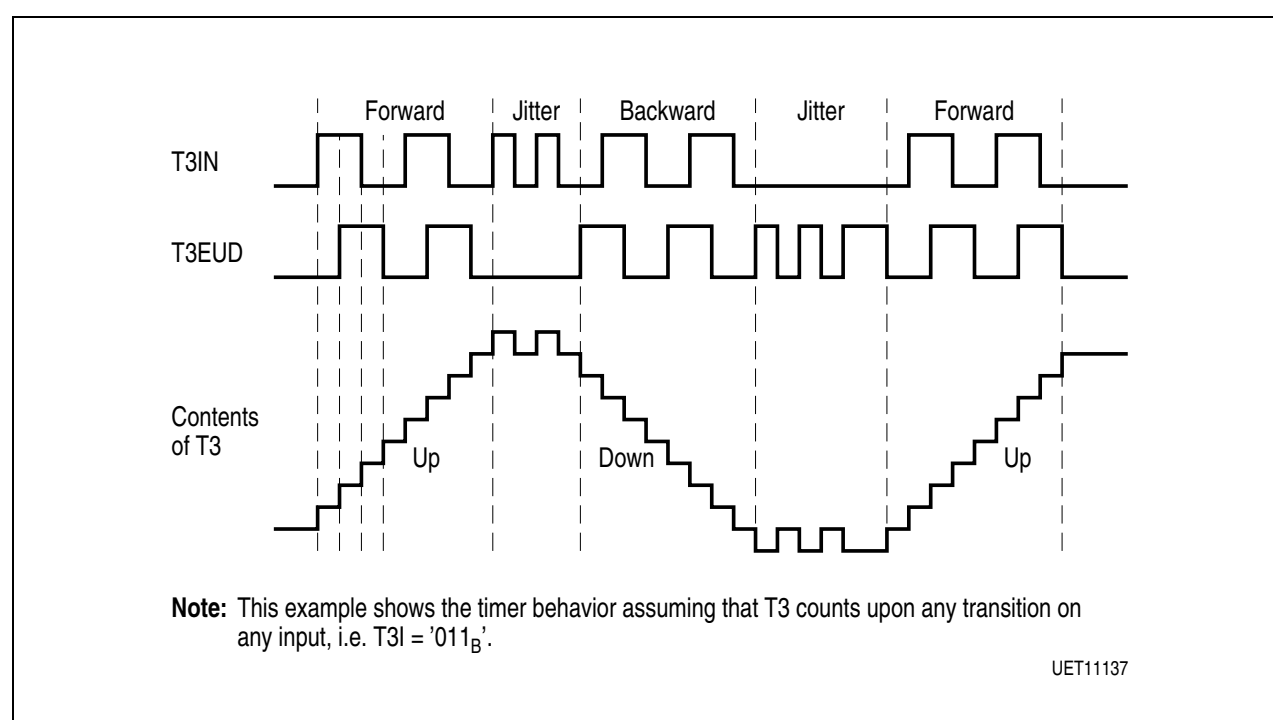 Forward Jitter Backward Jitter Forward
T3IN
T3EUD
Contents
of T3
Up Down Up
Note: This example shows the timer behavior assuming that T3 counts upon any transition on
any input, i.e. T3I = '011B'.
UET11137